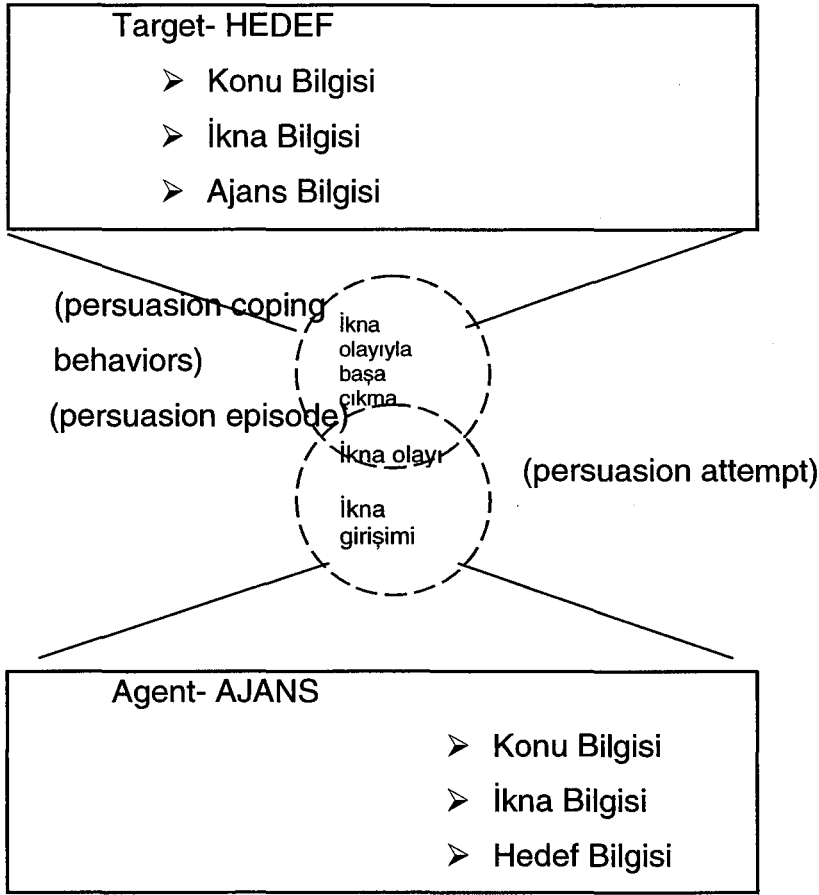 Target- HEDEF
➢ Konu Bilgisi
➢ İkna Bilgisi
➢ Ajans Bilgisi
(persuasion coping
behaviors)
(persuasion episode)
İkna
olayıyla
başa
çıkma
İkna olayı
(persuasion attempt)
İkna
girişimi
Agent- AJANS
➢ Konu Bilgisi
➢ İkna Bilgisi
➢ Hedef Bilgisi